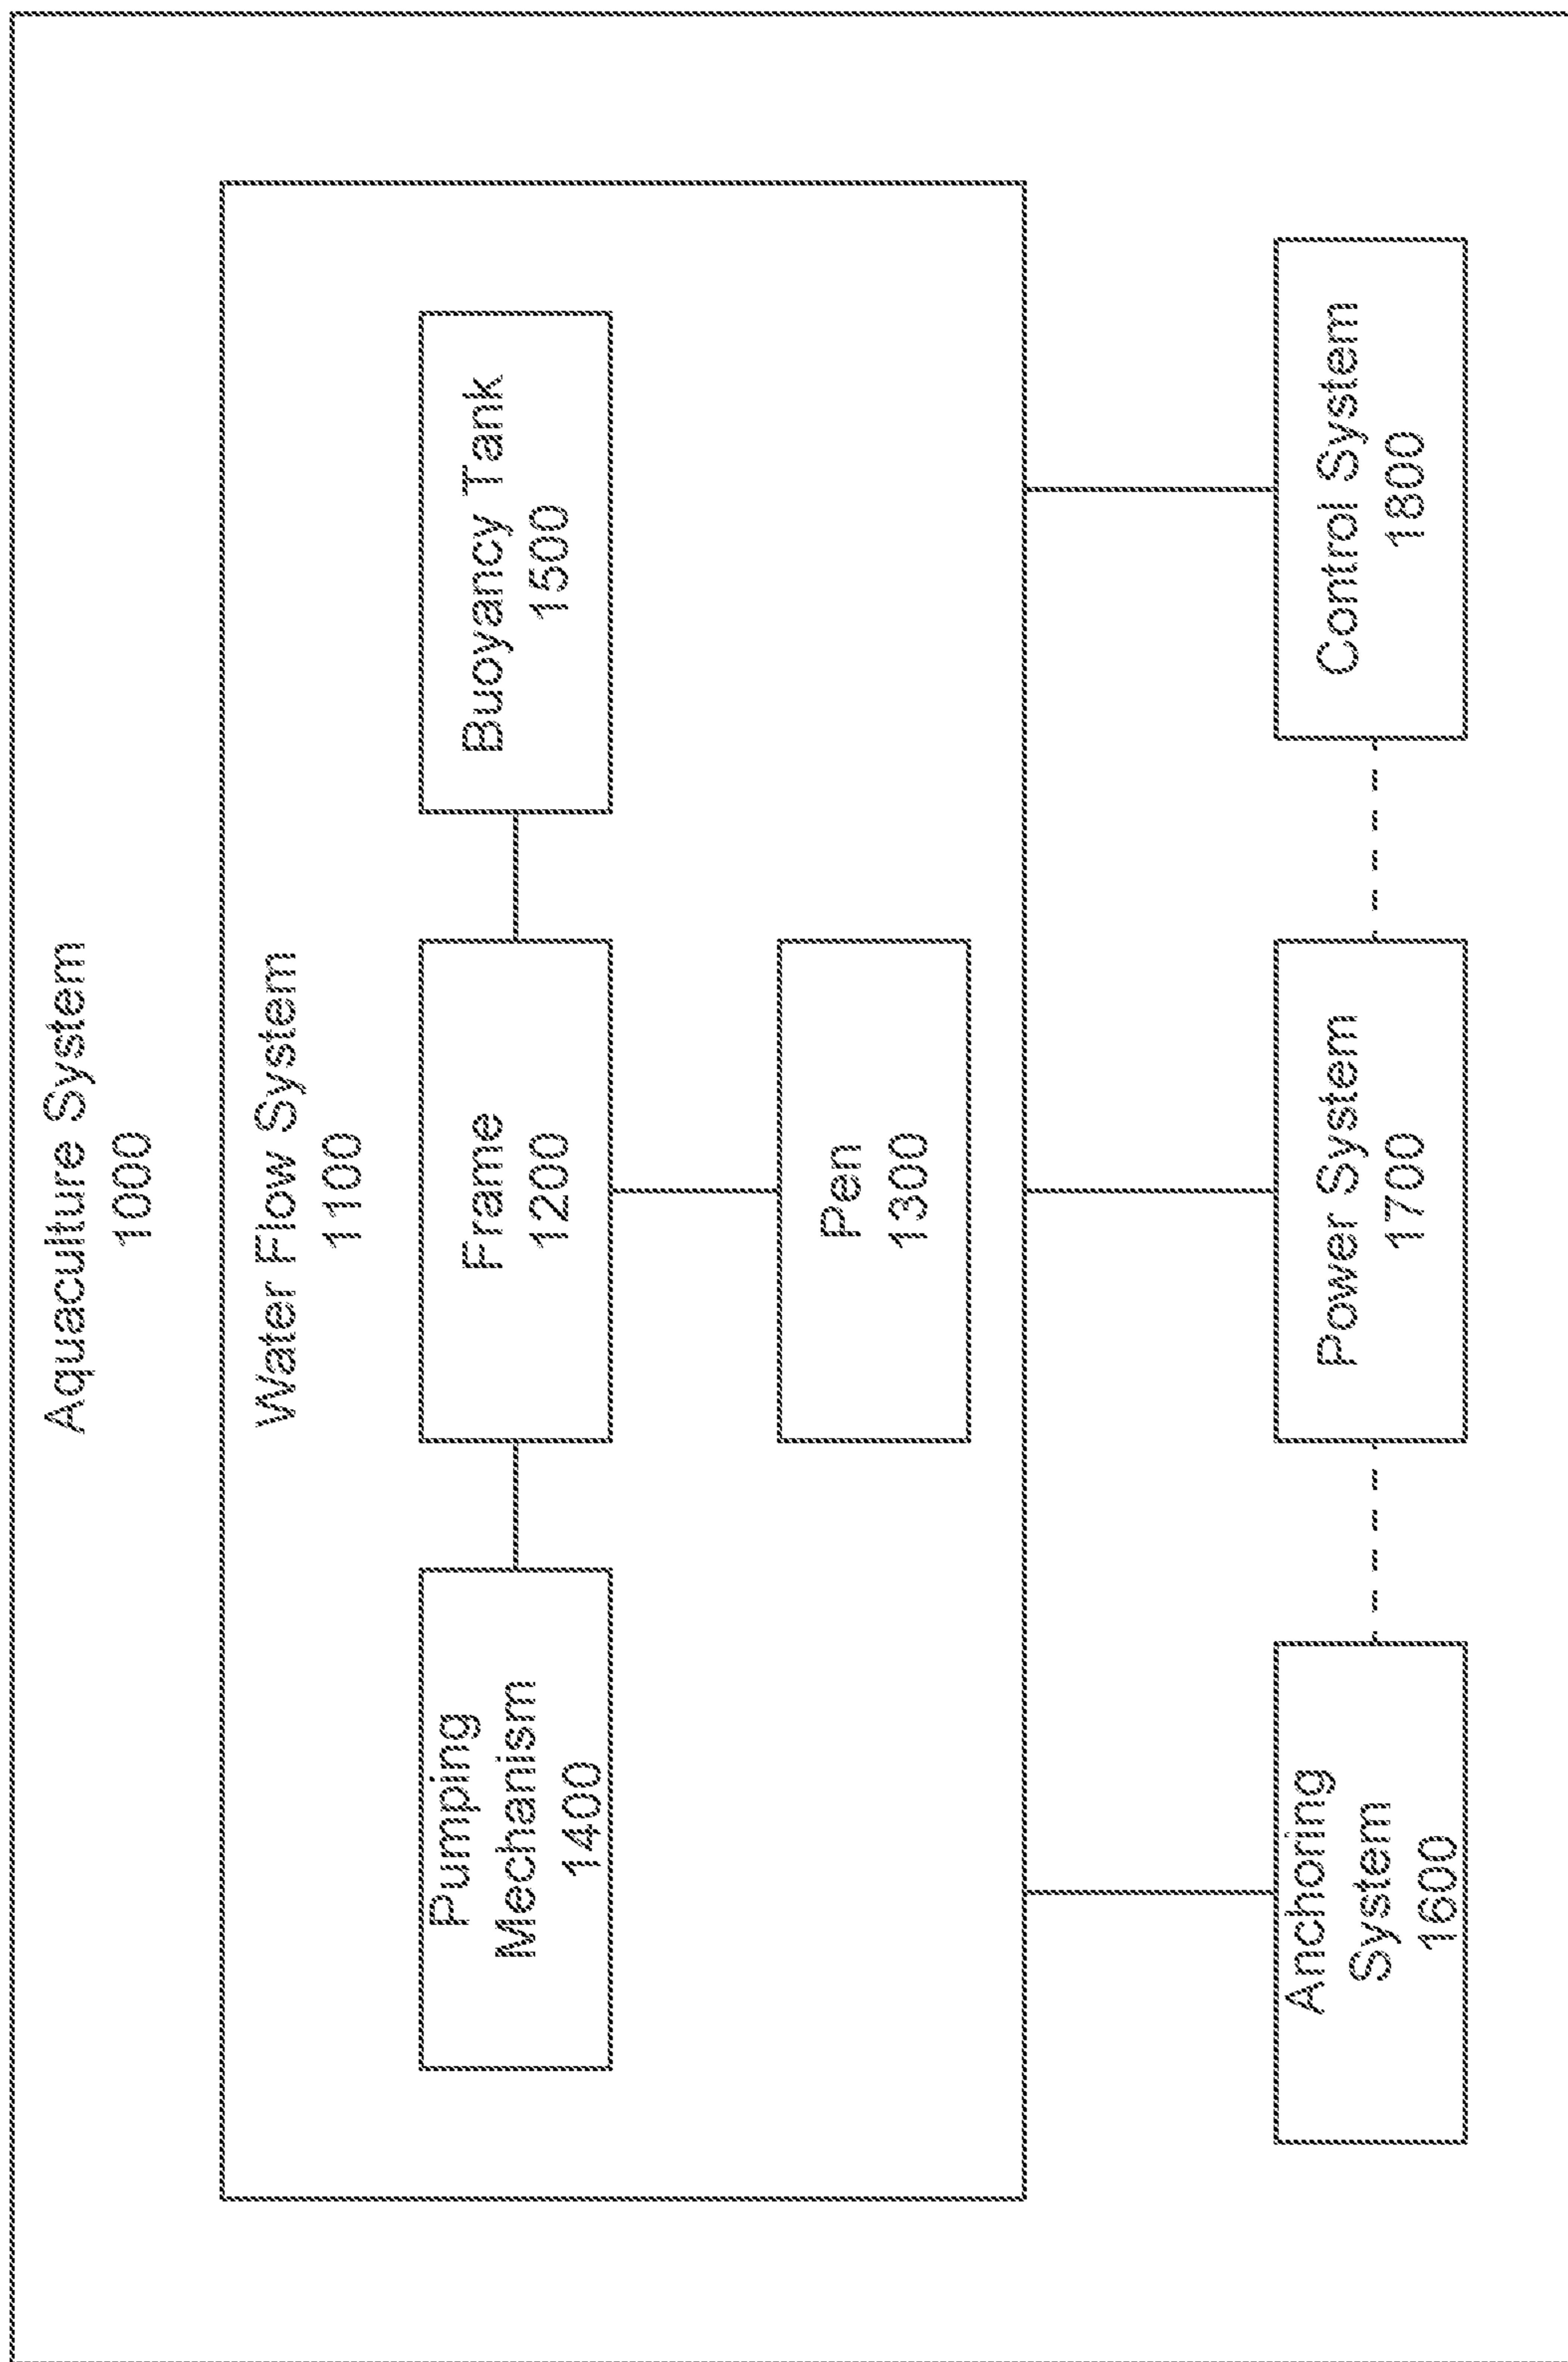 Aquaculture System
1000
Water Flow System
1100
Pumping
Mechanism
1400
Frame
1200
Buoyancy Tank
1500
Pen
1300
Anchoring
System
1600
Power System
1700
Control System
1800